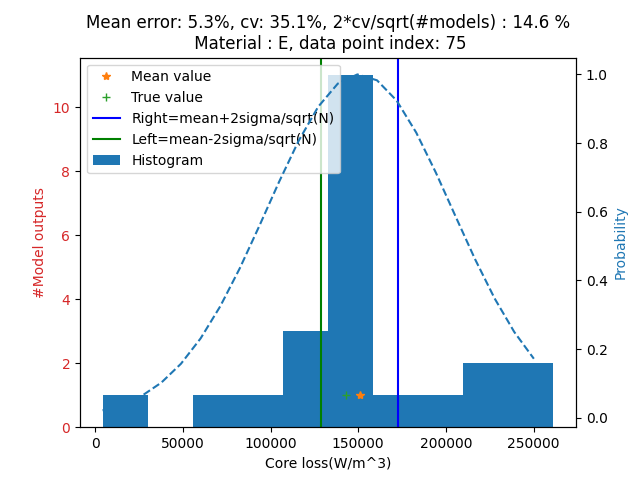 Mean error: 5.3%, cv: 35.1%, 2*cv/sqrt(#models) : 14.6 %
Material : E, data point index: 75
Mean value
True value
Right=mean+2sigma/sqrt(N)
Left=mean-2sigma/sqrt(N)
Histogram
#Model outputs
10
8
6
4
2
0
1.0
0.8
0.6
0.4
0.2
0.0
Probability
0
50000
100000
150000
200000
250000
Core loss(W/m^3)